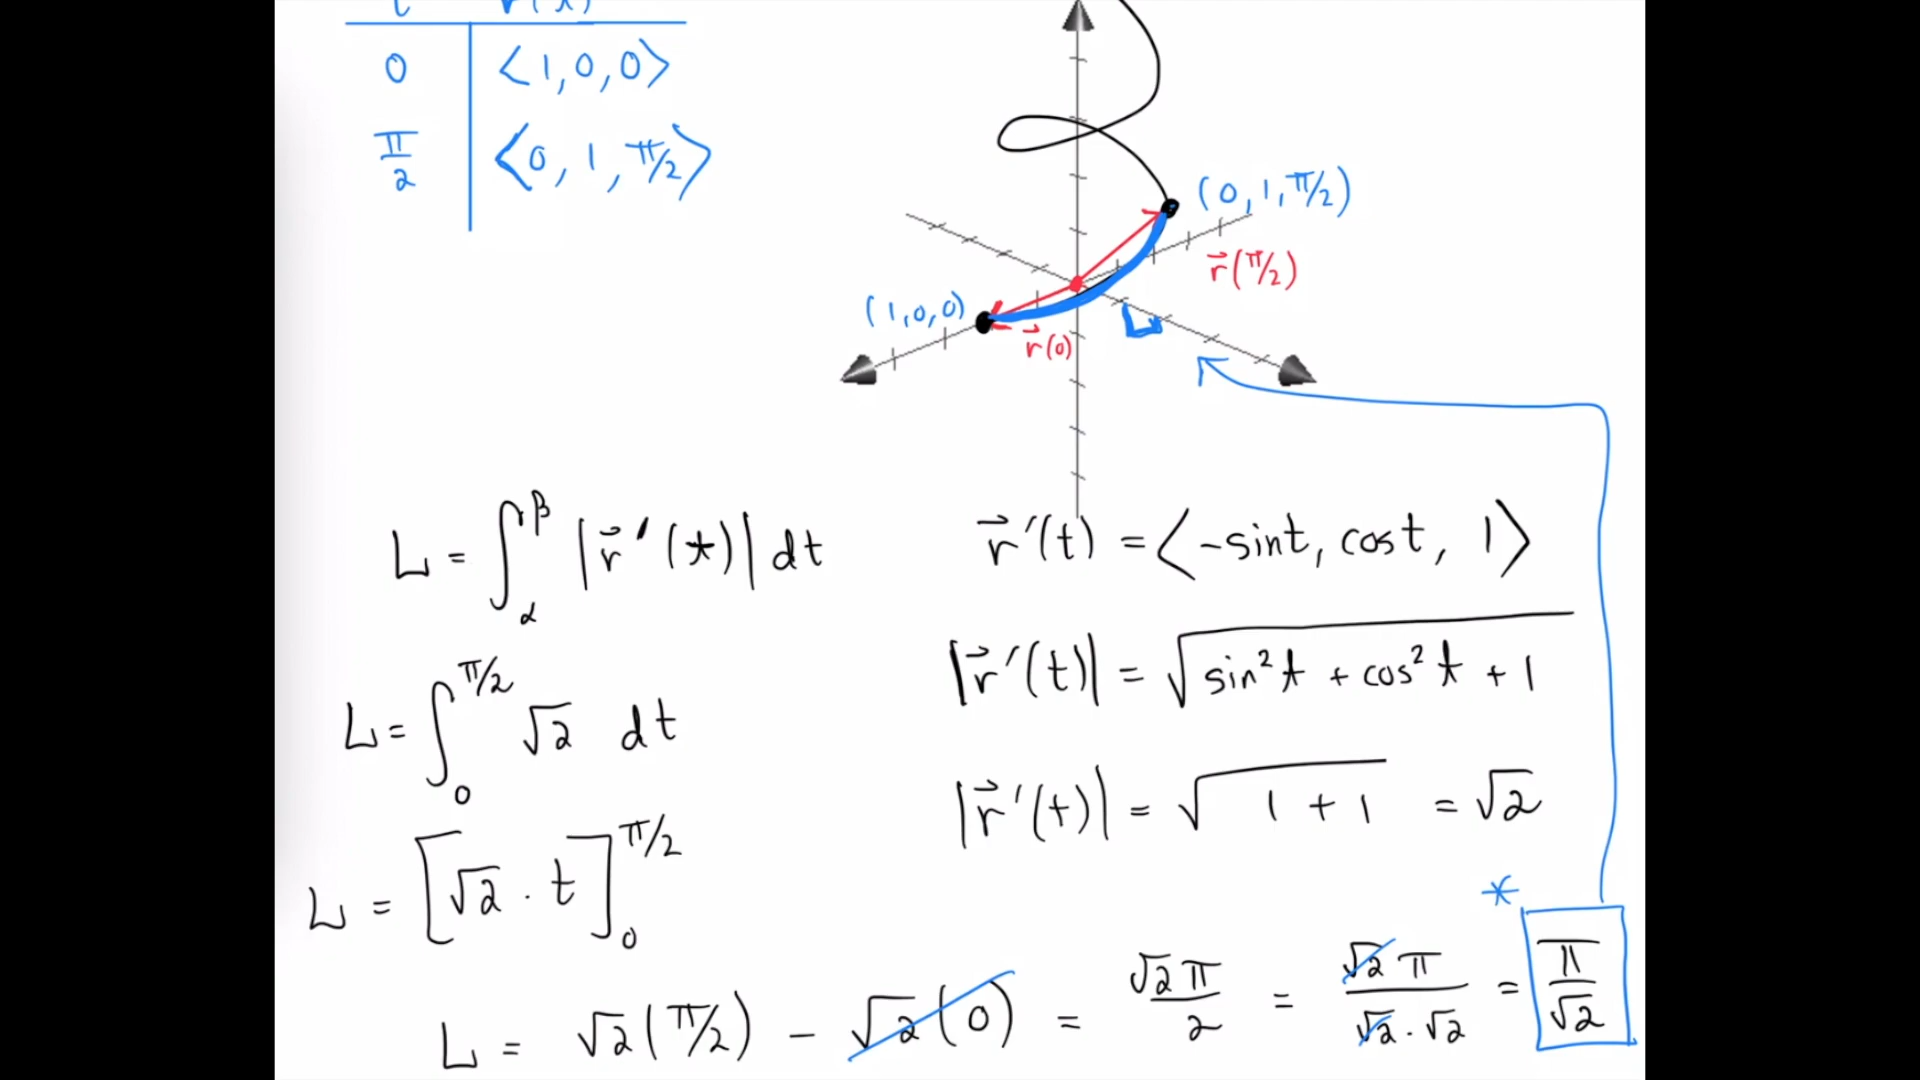 t r(t)
0 <1,0,0>
π/2 <0, 1, π/2>
(0,1,π/2)
r⃗(π/2)
(1,0,0)
r⃗(0)
L
L = ∫_α^β |r⃗'(t)| dt
r⃗'(t) = <-sint, cost, 1>
|r⃗'(t)| = √(sin²t + cos²t + 1)
L = ∫_0^π/2 √2 dt
|r⃗'(t)| = √(1 + 1) = √2
L = [√2 · t]_0^π/2
*
L = √2(π/2) - √2(0) = √2π/2 = √2π/√2·√2 = π/√2